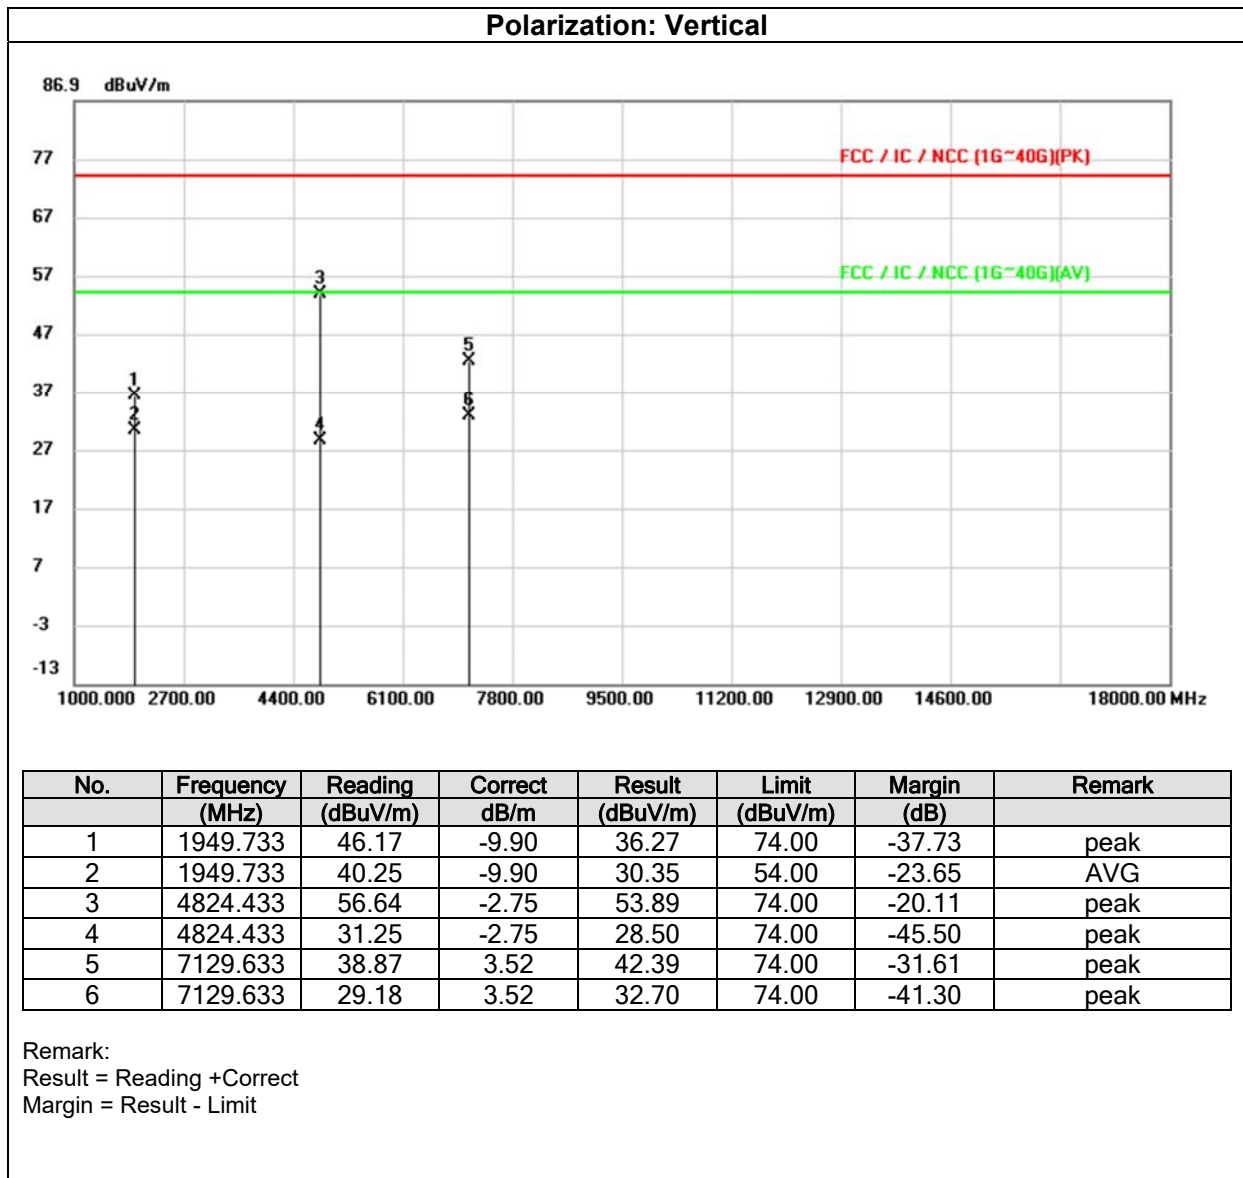 Polarization: Vertical
86.9 dBuV/m
77
FCC / IC / NCC (1G~40G)(PK)
67
57
FCC / IC / NCC (1G~40G)(AV)
3
47
5
37
1
6
2
4
27
17
7
-3
-13
1000.000 2700.00 4400.00 6100.00 7800.00 9500.00 11200.00 12900.00 14600.00 18000.00 MHz
No. Frequency Reading Correct Result Limit Margin Remark
(MHz) (dBuV/m) dB/m (dBuV/m) (dBuV/m) (dB)
1 1949.733 46.17 -9.90 36.27 74.00 -37.73 peak
2 1949.733 40.25 -9.90 30.35 54.00 -23.65 AVG
3 4824.433 56.64 -2.75 53.89 74.00 -20.11 peak
4 4824.433 31.25 -2.75 28.50 74.00 -45.50 peak
5 7129.633 38.87 3.52 42.39 74.00 -31.61 peak
6 7129.633 29.18 3.52 32.70 74.00 -41.30 peak
Remark:
Result = Reading +Correct
Margin = Result - Limit